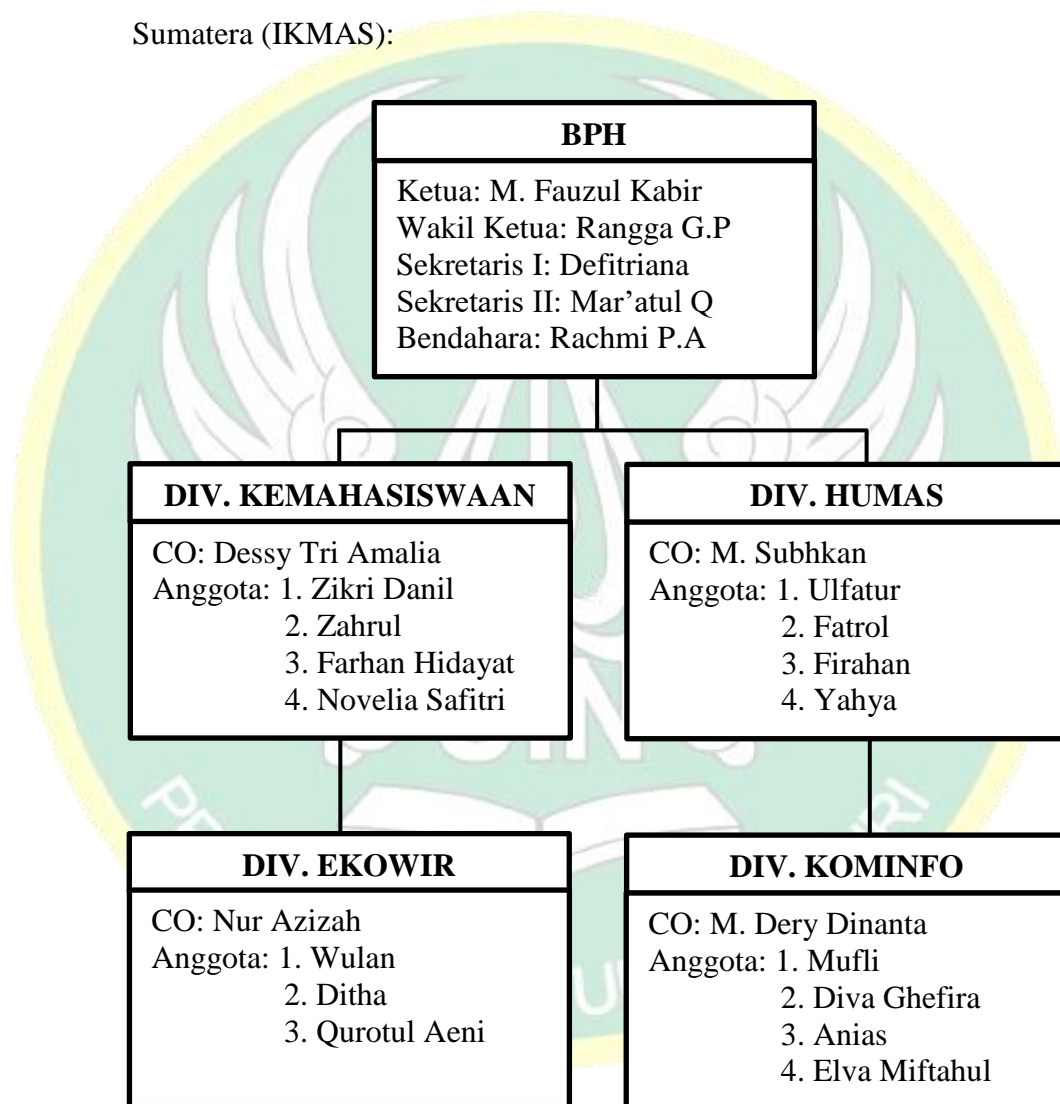 Sumatera (IKMAS):
BPH
Ketua: M. Fauzul Kabir
Wakil Ketua: Rangga G.P
Sekretaris I: Defitriana
Sekretaris II: Mar’atul Q
Bendahara: Rachmi P.A
DIV. KEMAHASISWAAN
CO: Dessy Tri Amalia
Anggota: 1. Zikri Danil
2. Zahrul
3. Farhan Hidayat
4. Novelia Safitri
DIV. HUMAS
CO: M. Subhkan
Anggota: 1. Ulfatur
2. Fatrol
3. Firahan
4. Yahya
DIV. EKOWIR
CO: Nur Azizah
Anggota: 1. Wulan
2. Ditha
3. Qurotul Aeni
DIV. KOMINFO
CO: M. Dery Dinanta
Anggota: 1. Mufli
2. Diva Ghefira
3. Anias
4. Elva Miftahul